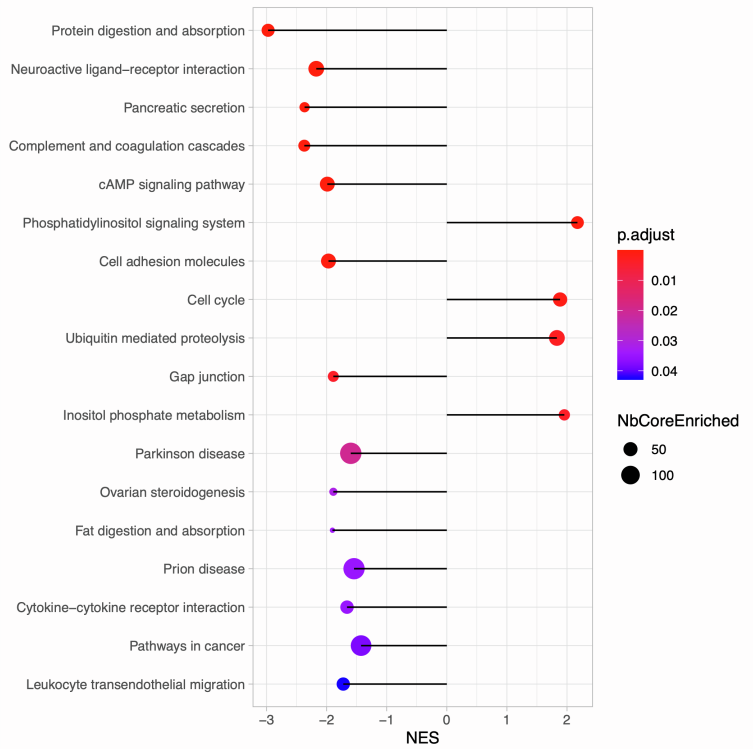 Protein digestion and absorption
Neuroactive ligand−receptor interaction
Pancreatic secretion
Complement and coagulation cascades
cAMP signaling pathway
Phosphatidylinositol signaling system
Cell adhesion molecules
Cell cycle
Ubiquitin mediated proteolysis
Gap junction
Inositol phosphate metabolism
Parkinson disease
Ovarian steroidogenesis
Fat digestion and absorption
Prion disease
Cytokine−cytokine receptor interaction
Pathways in cancer
Leukocyte transendothelial migration
−3 −2 −1 0 1 2
NES
p.adjust
0.01
0.02
0.03
0.04
NbCoreEnriched
50
100